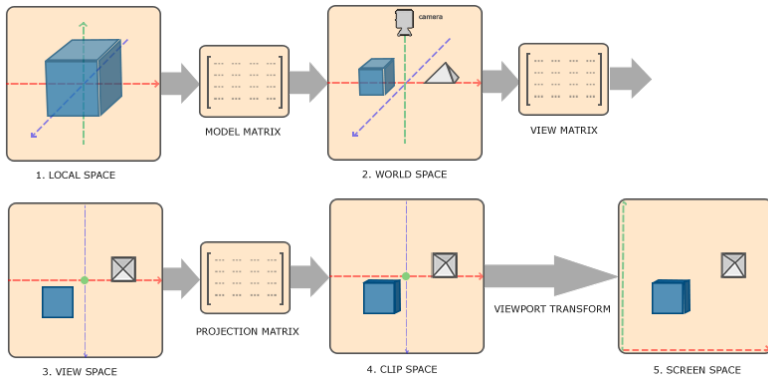 camera
MODEL MATRIX
VIEW MATRIX
1. LOCAL SPACE
2. WORLD SPACE
PROJECTION MATRIX
VIEWPORT TRANSFORM
3. VIEW SPACE
4. CLIP SPACE
5. SCREEN SPACE